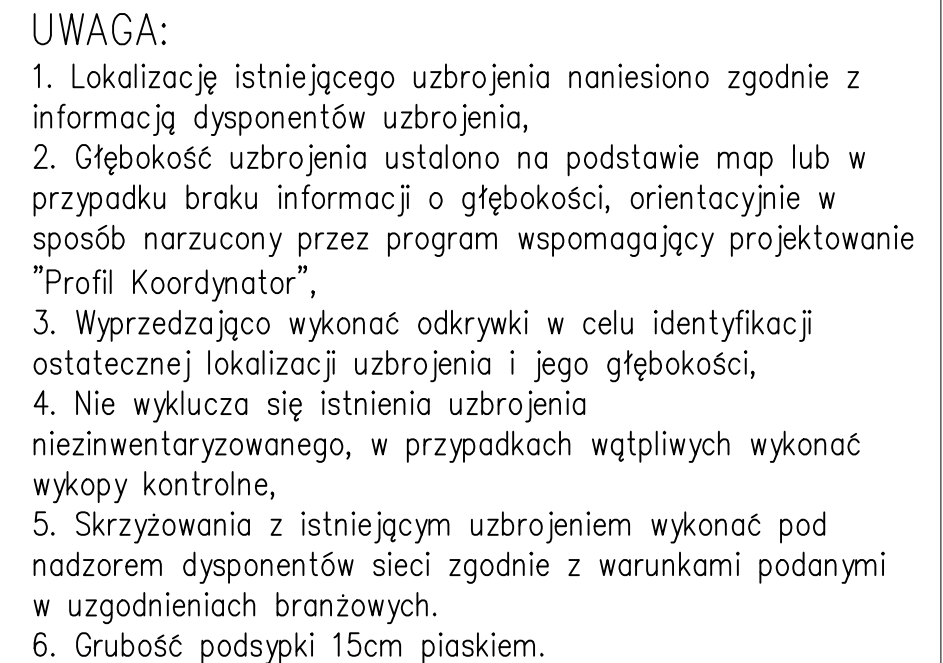 UWAGA:
1. Lokalizację istniejącego uzbrojenia naniesiono zgodnie z
informacją dysponentów uzbrojenia,
2. Głębokość uzbrojenia ustalono na podstawie map lub w
przypadku braku informacji o głębokości, orientacyjnie w
sposób narzucony przez program wspomagający projektowanie
”Profil Koordynator”,
3. Wyprzedzająco wykonać odkrywki w celu identyfikacji
ostatecznej lokalizacji uzbrojenia i jego głębokości,
4. Nie wyklucza się istnienia uzbrojenia
niezinwentaryzowanego, w przypadkach wątpliwych wykonać
wykopy kontrolne,
5. Skrzyżowania z istniejącym uzbrojeniem wykonać pod
nadzorem dysponentów sieci zgodnie z warunkami podanymi
w uzgodnieniach branżowych.
6. Grubość podsypki 15cm piaskiem.